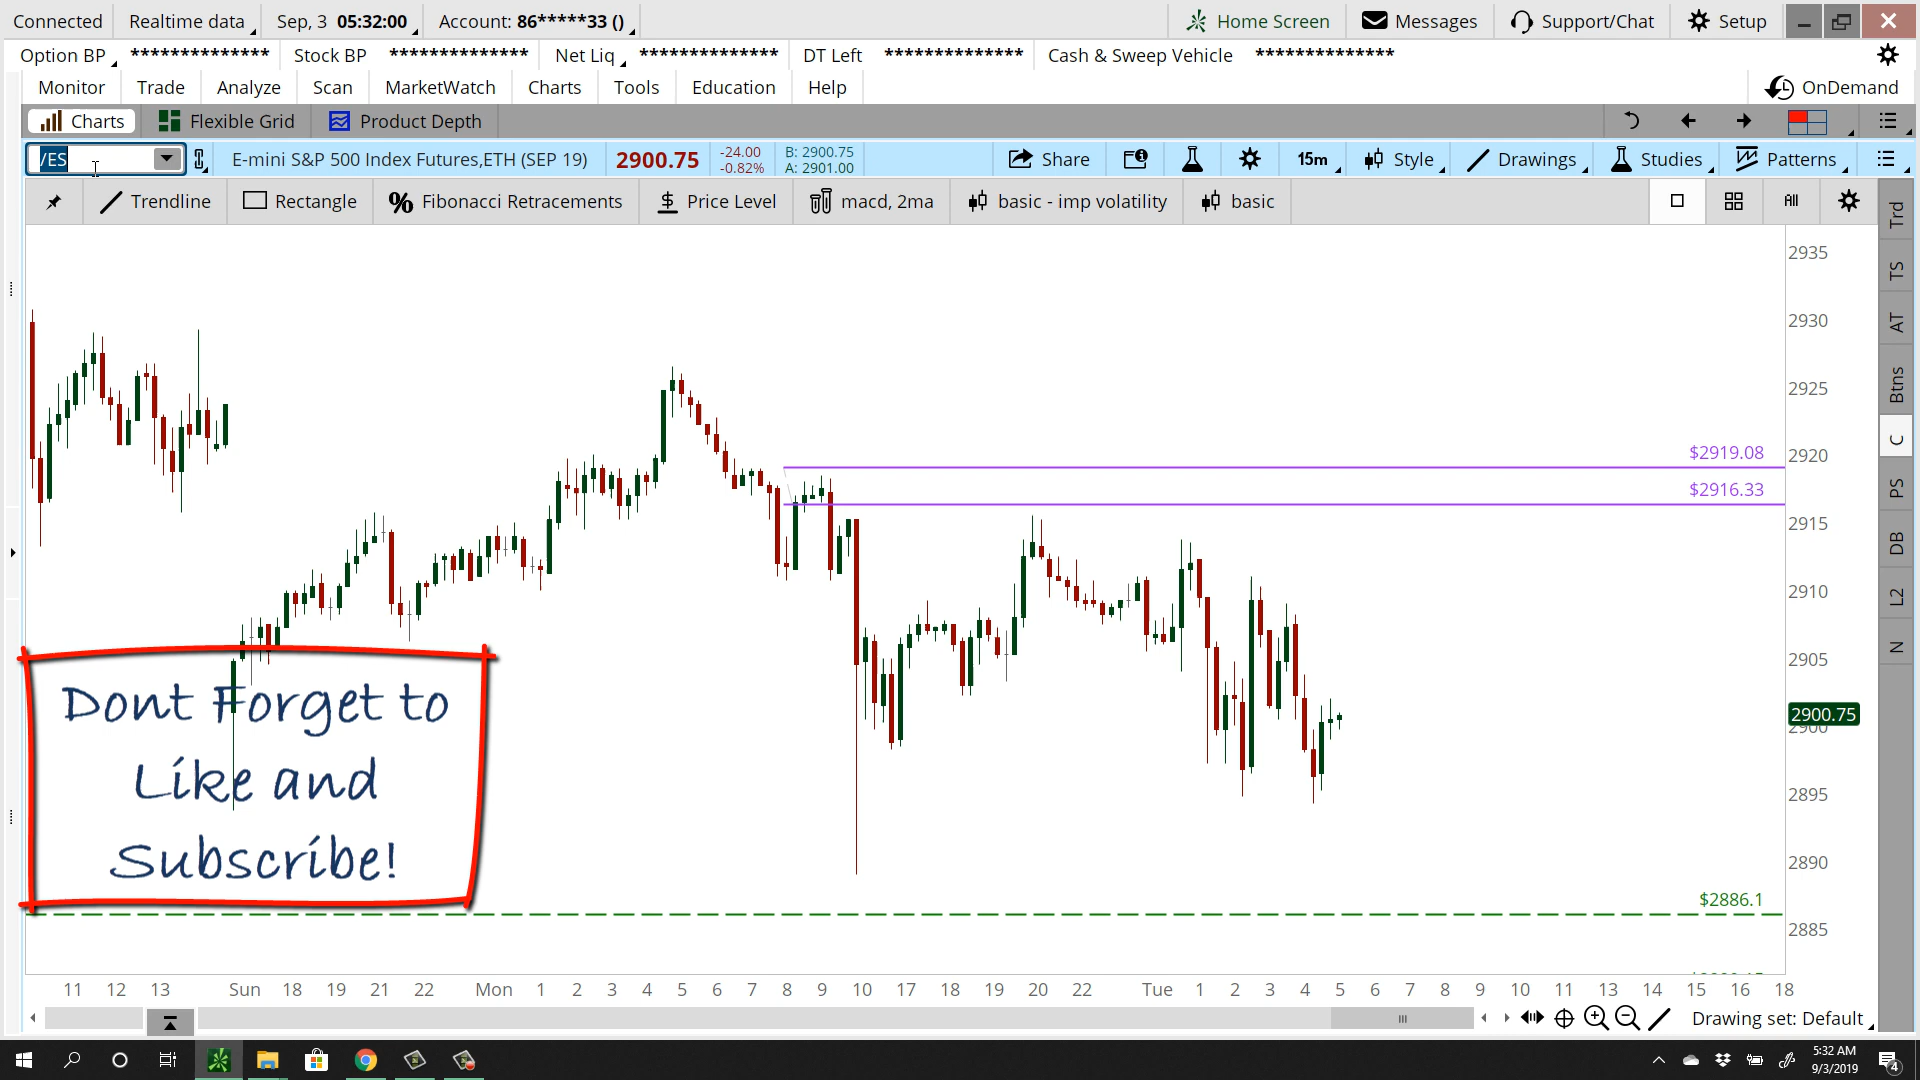 Connected Realtime data Sep, 3 05:32:00 Account: 86*****33 () Home Screen Messages Support/Chat Setup
Option BP ************** Stock BP ************** Net Liq ************** DT Left ************** Cash & Sweep Vehicle **************
Monitor Trade Analyze Scan MarketWatch Charts Tools Education Help OnDemand
Charts Flexible Grid Product Depth
/ES E-mini S&P 500 Index Futures,ETH (SEP 19) 2900.75 -24.00 B: 2900.75 Share 15m Style Drawings Studies Patterns
-0.82% A: 2901.00
Trendline Rectangle % Fibonacci Retracements $ Price Level macd, 2ma basic - imp volatility basic All
Trd
TS
AT
Btns
C
PS
DB
L2
N
2935
2930
2925
$2919.08
2920
$2916.33
2915
2910
2905
2900.75
2900
2895
2890
$2886.1
2885
Dont Forget to
Like and
Subscribe!
11 12 13 Sun 18 19 21 22 Mon 1 2 3 4 5 6 7 8 9 10 17 18 19 20 22 Tue 1 2 3 4 5 6 7 8 9 10 11 13 14 15 16 18
Drawing set: Default
5:32 AM
9/3/2019
4